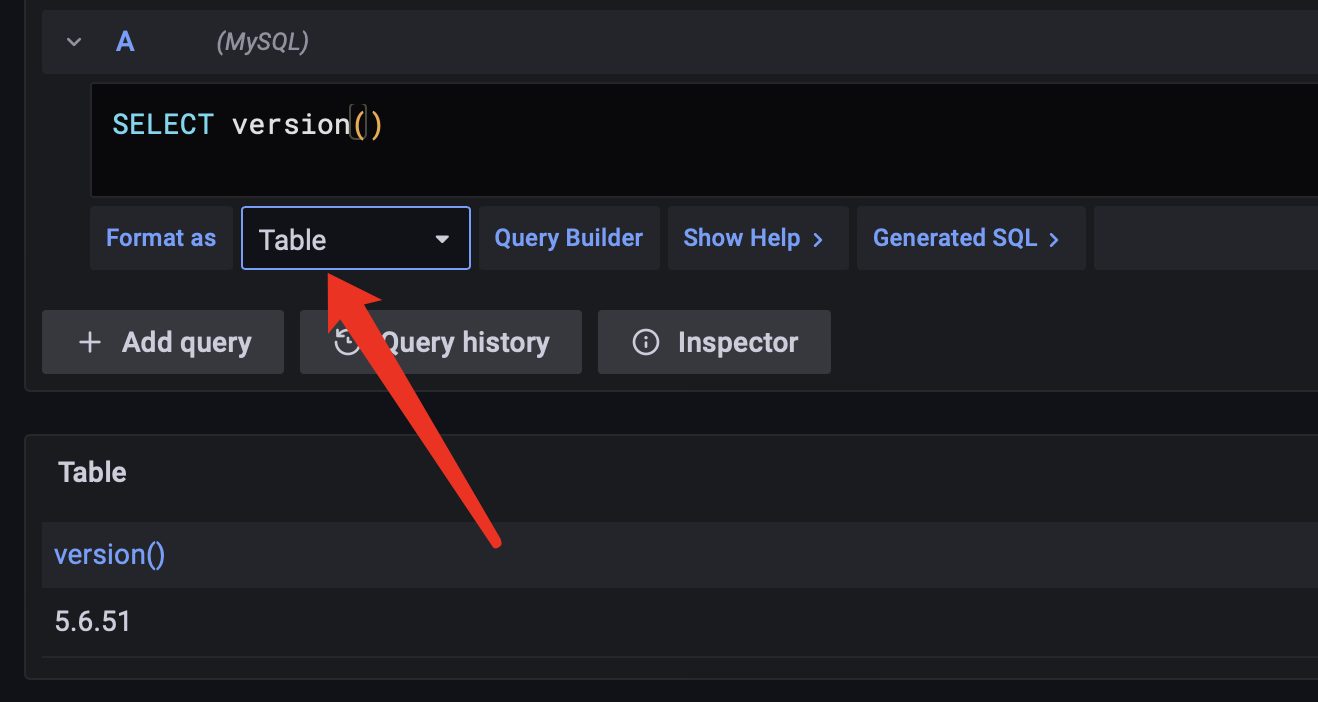 A (MySQL)
SELECT version()
Format as Table Query Builder Show Help Generated SQL
Add query Query history Inspector
Table
version()
5.6.51